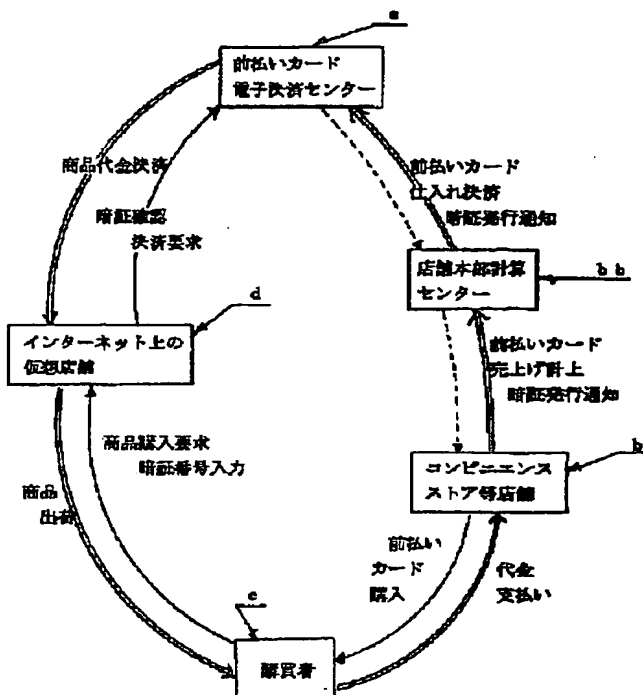 a
前払いカード
電子決済センター
商品代金決済
暗証確認
決済要求
前払いカード
仕入れ決済
暗証発行通知
店舗本部計算
センター
b b
d
インターネット上の
仮想店舗
前払いカード
売上げ計上
暗証発行通知
商品購入要求
暗証番号入力
コンビニエンス
ストア等店舗
b
商品
出荷
前払い
カード
購入
代金
支払い
c
購買者